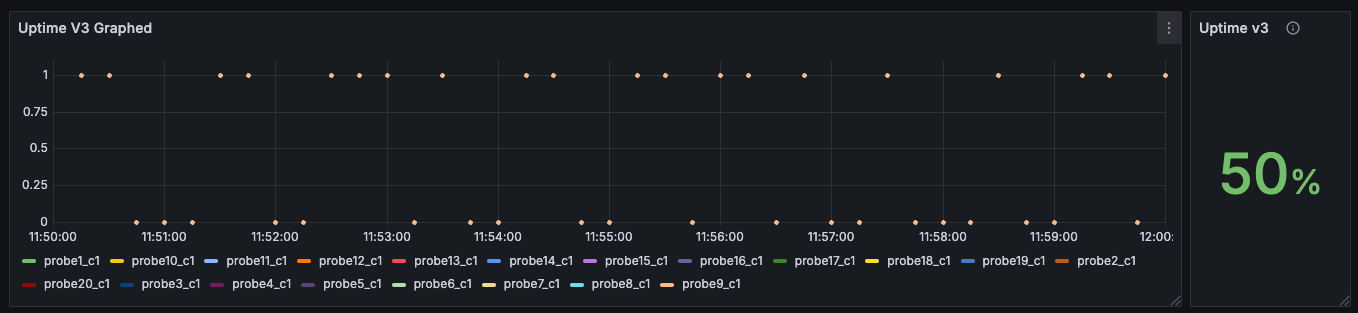 Uptime V3 Graphed
Uptime v3
1
0.75
0.5
0.25
0
11:50:00 11:51:00 11:52:00 11:53:00 11:54:00 11:55:00 11:56:00 11:57:00 11:58:00 11:59:00 12:00:
probe1_c1 probe10_c1 probe11_c1 probe12_c1 probe13_c1 probe14_c1 probe15_c1 probe16_c1 probe17_c1 probe18_c1 probe19_c1 probe2_c1
probe20_c1 probe3_c1 probe4_c1 probe5_c1 probe6_c1 probe7_c1 probe8_c1 probe9_c1
50%